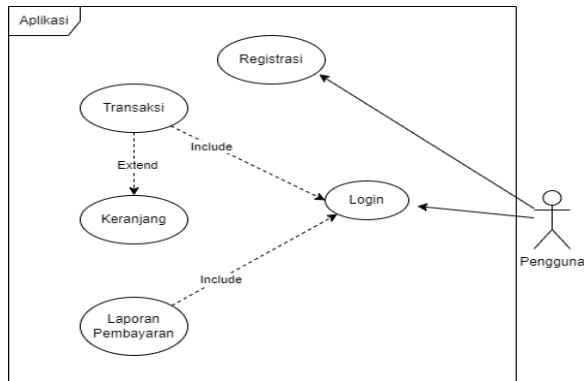 Aplikasi
Registrasi
Transaksi
Include
Extend
Login
Keranjang
Pengguna
Include
Laporan
Pembayaran